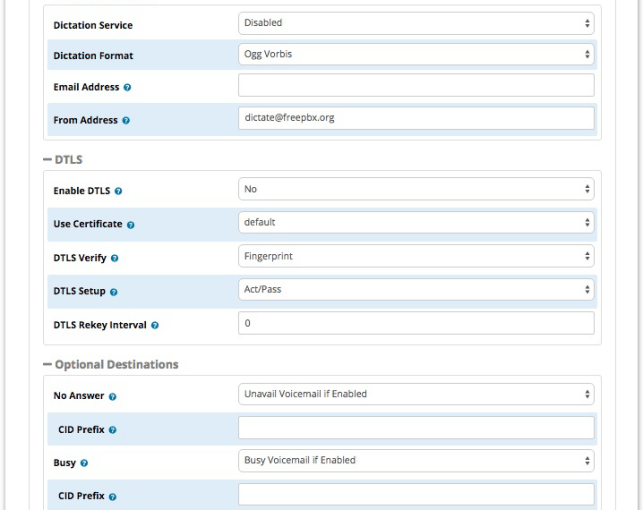 Dictation Service Disabled
Dictation Format Ogg Vorbis
Email Address
From Address dictate@freepbx.org
DTLS
Enable DTLS No
Use Certificate default
DTLS Verify Fingerprint
DTLS Setup Act/Pass
DTLS Rekey Interval 0
Optional Destinations
No Answer Unavail Voicemail if Enabled
CID Prefix
Busy Busy Voicemail if Enabled
CID Prefix